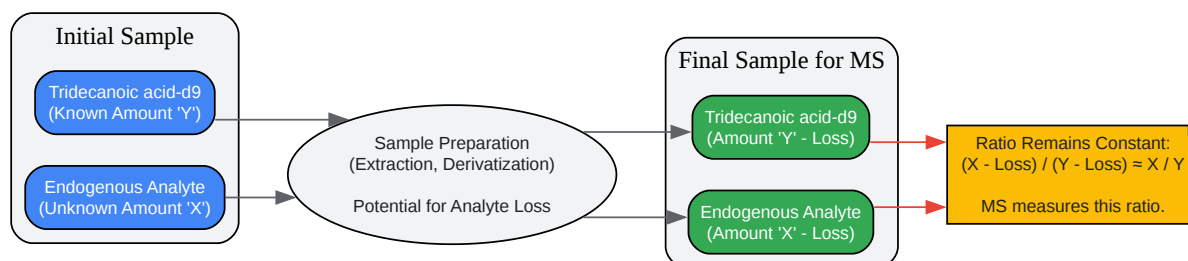 Initial Sample
Tridecanoic acid-d9
(Known Amount 'Y')
Endogenous Analyte
(Unknown Amount 'X')
Sample Preparation
(Extraction, Derivatization)
Potential for Analyte Loss
Final Sample for MS
Tridecanoic acid-d9
(Amount 'Y' - Loss)
Endogenous Analyte
(Amount 'X' - Loss)
Ratio Remains Constant:
(X - Loss) / (Y - Loss) ≈ X / Y
MS measures this ratio.